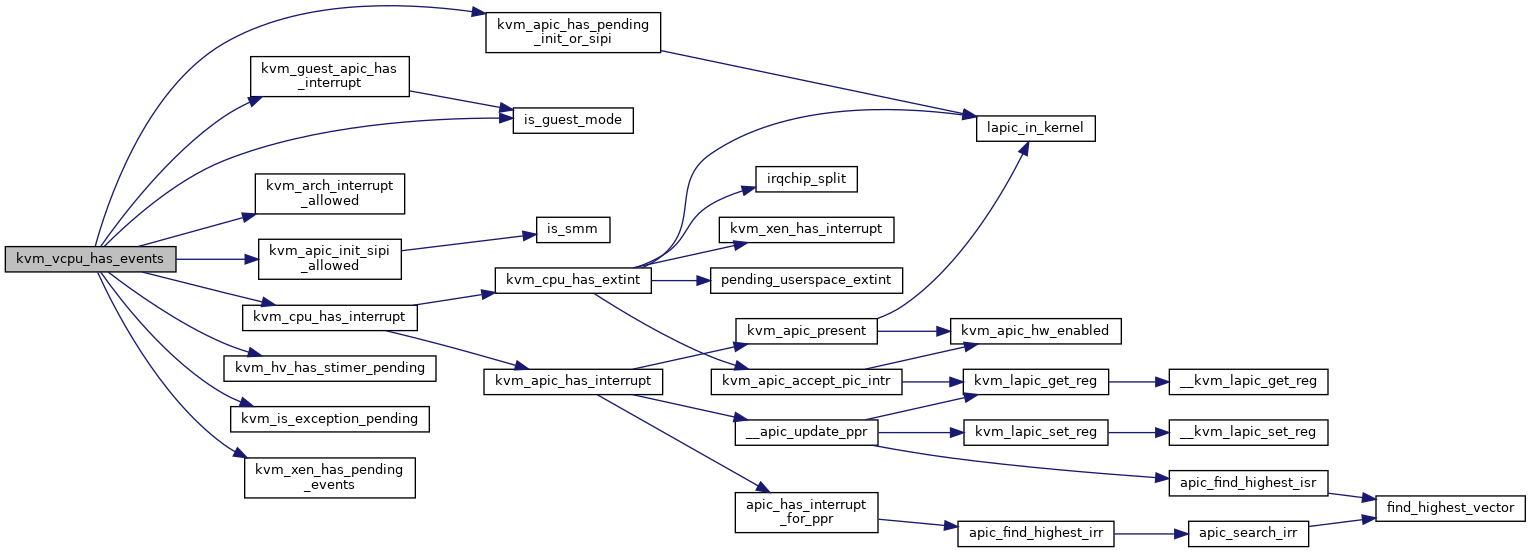 kvm_vcpu_has_events
kvm_apic_has_pending
_init_or_sipi
kvm_guest_apic_has
_interrupt
is_guest_mode
lapic_in_kernel
kvm_arch_interrupt
_allowed
irqchip_split
kvm_apic_init_sipi
_allowed
is_smm
kvm_xen_has_interrupt
kvm_cpu_has_extint
pending_userspace_extint
kvm_cpu_has_interrupt
kvm_apic_present
kvm_apic_hw_enabled
kvm_hv_has_stimer_pending
kvm_apic_has_interrupt
kvm_apic_accept_pic_intr
kvm_lapic_get_reg
__kvm_lapic_get_reg
kvm_is_exception_pending
__apic_update_ppr
kvm_lapic_set_reg
__kvm_lapic_set_reg
kvm_xen_has_pending
_events
apic_find_highest_isr
apic_has_interrupt
_for_ppr
find_highest_vector
apic_find_highest_irr
apic_search_irr